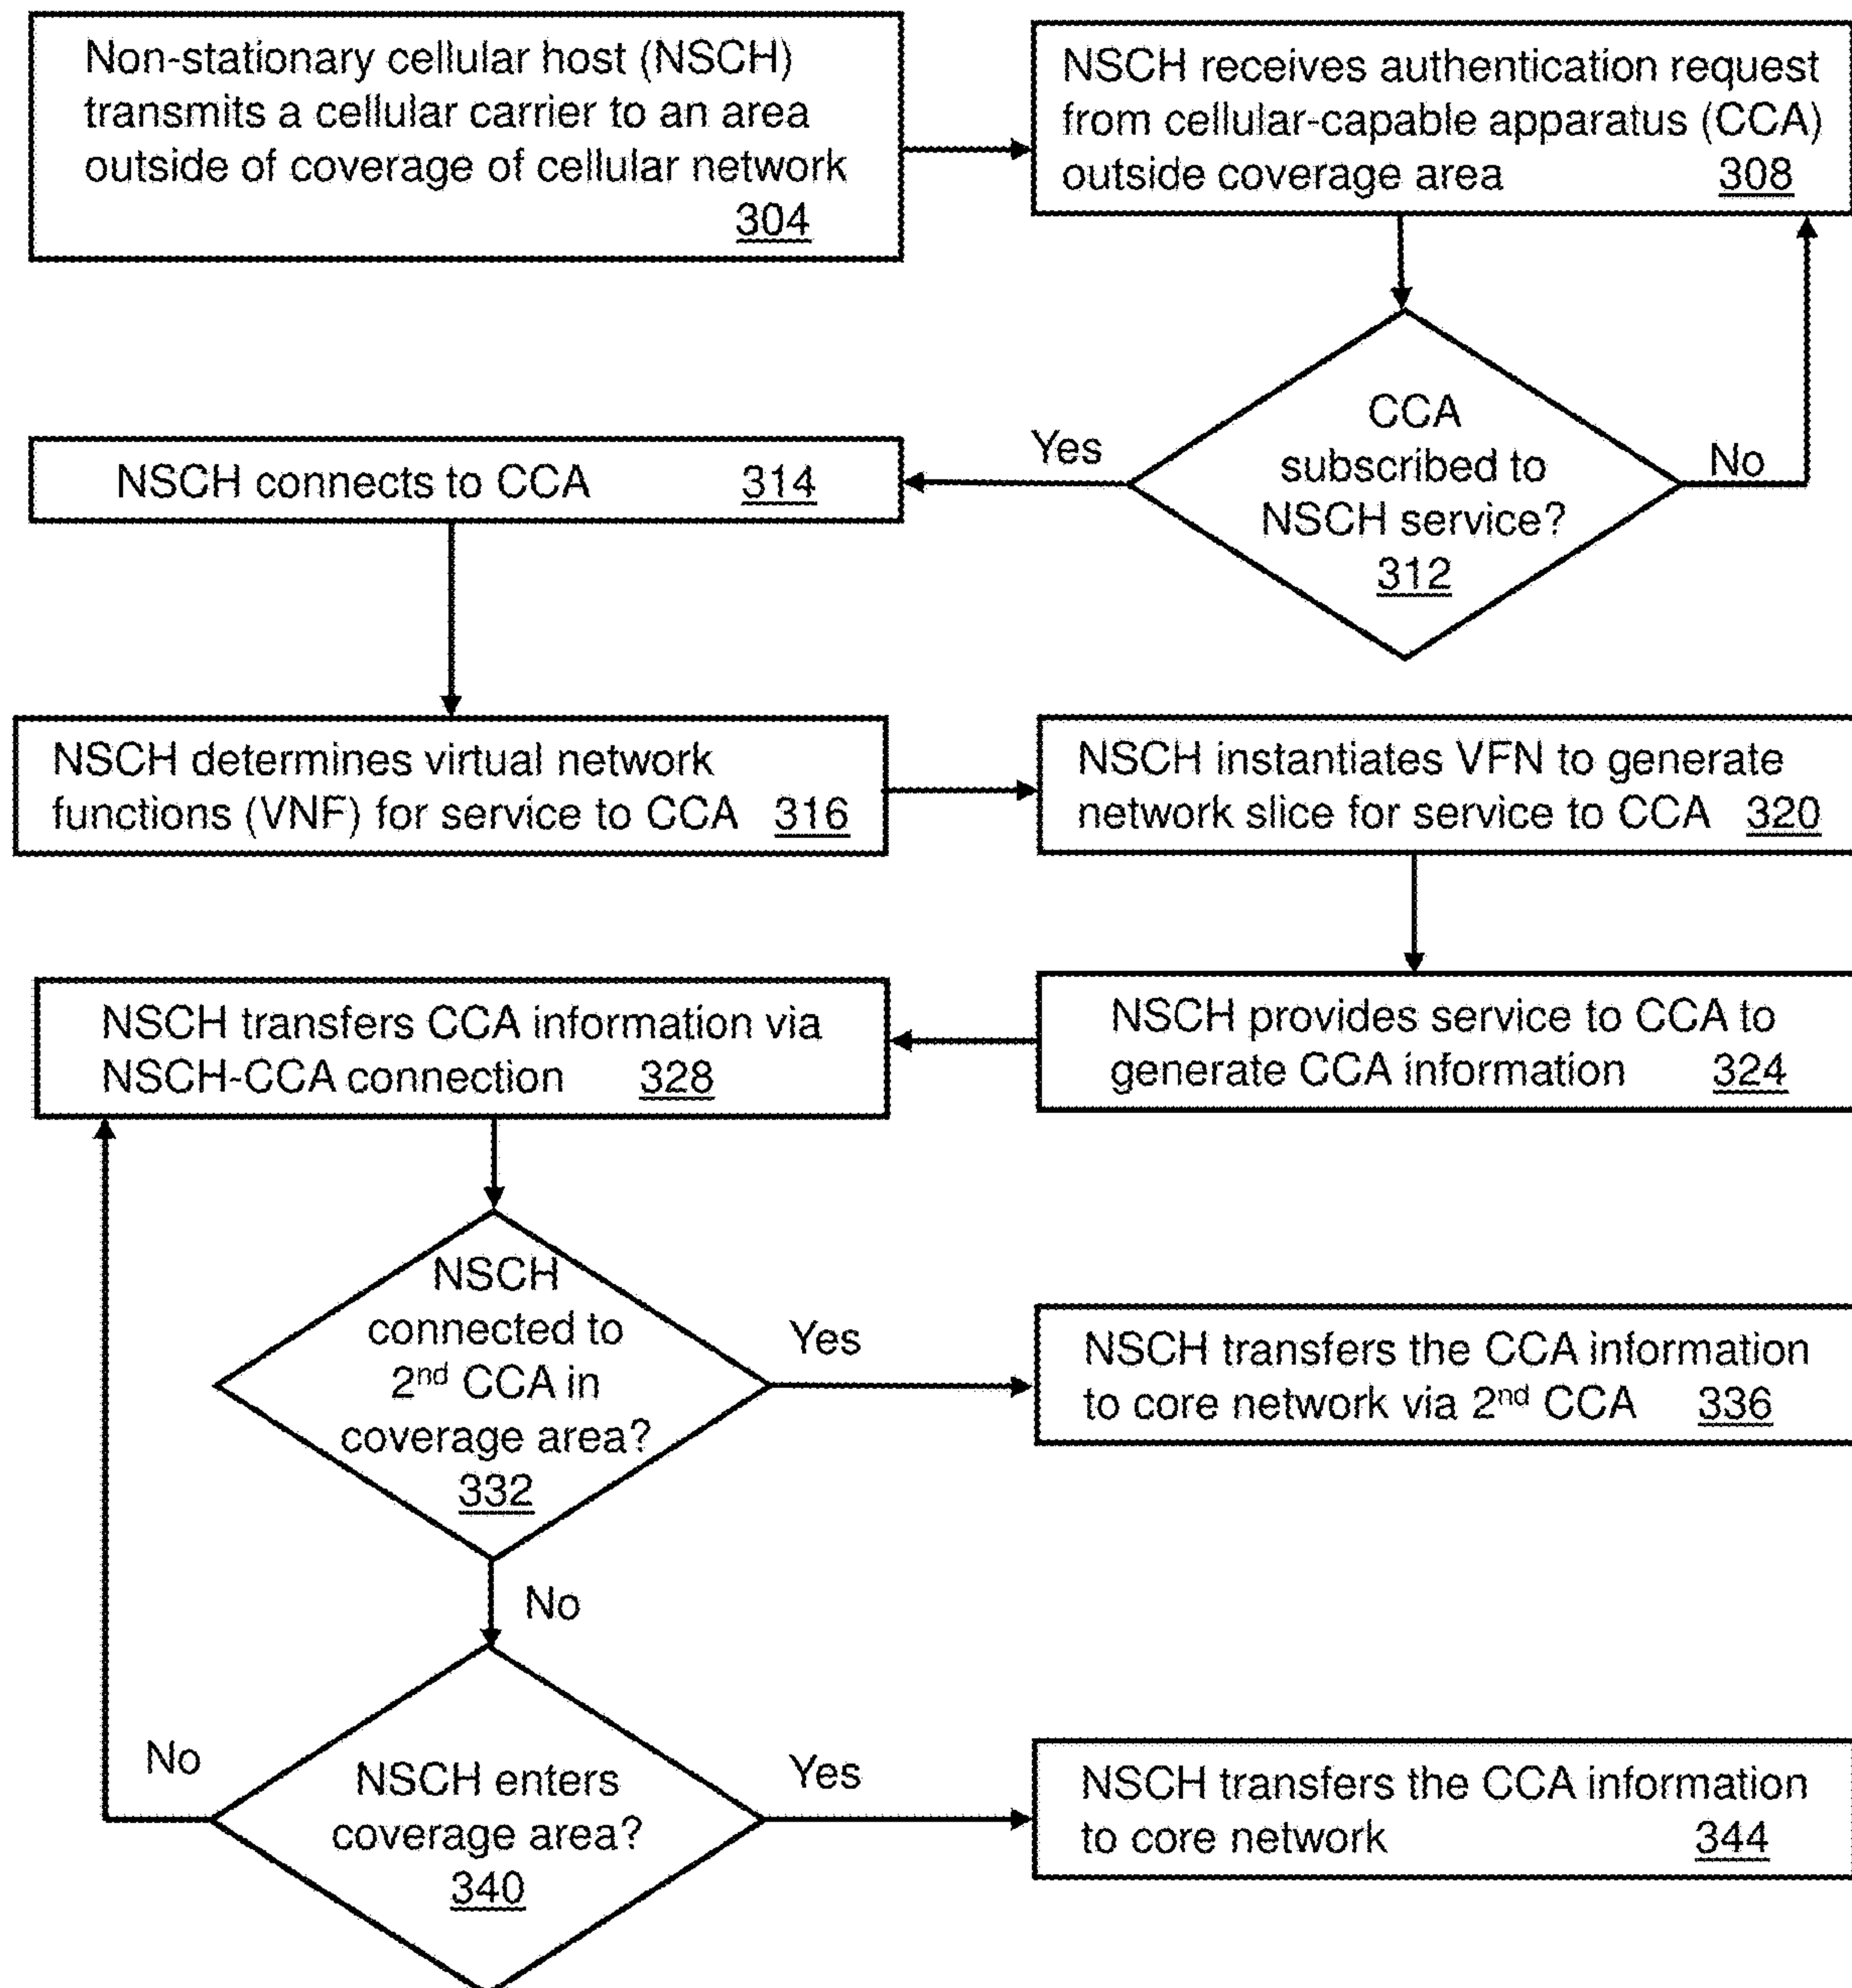 Non-stationary cellular host (NSCH)
transmits a cellular carrier to an area
outside of coverage of cellular network
304
NSCH receives authentication request
from cellular-capable apparatus (CCA)
outside coverage area 308
CCA
subscribed to
NSCH service?
312
Yes
No
NSCH connects to CCA 314
NSCH determines virtual network
functions (VNF) for service to CCA 316
NSCH instantiates VFN to generate
network slice for service to CCA 320
NSCH provides service to CCA to
generate CCA information 324
NSCH transfers CCA information via
NSCH-CCA connection 328
NSCH
connected to
2nd CCA in
coverage area?
332
Yes
NSCH transfers the CCA information
to core network via 2nd CCA 336
No
NSCH enters
coverage area?
340
No
Yes
NSCH transfers the CCA information
to core network 344